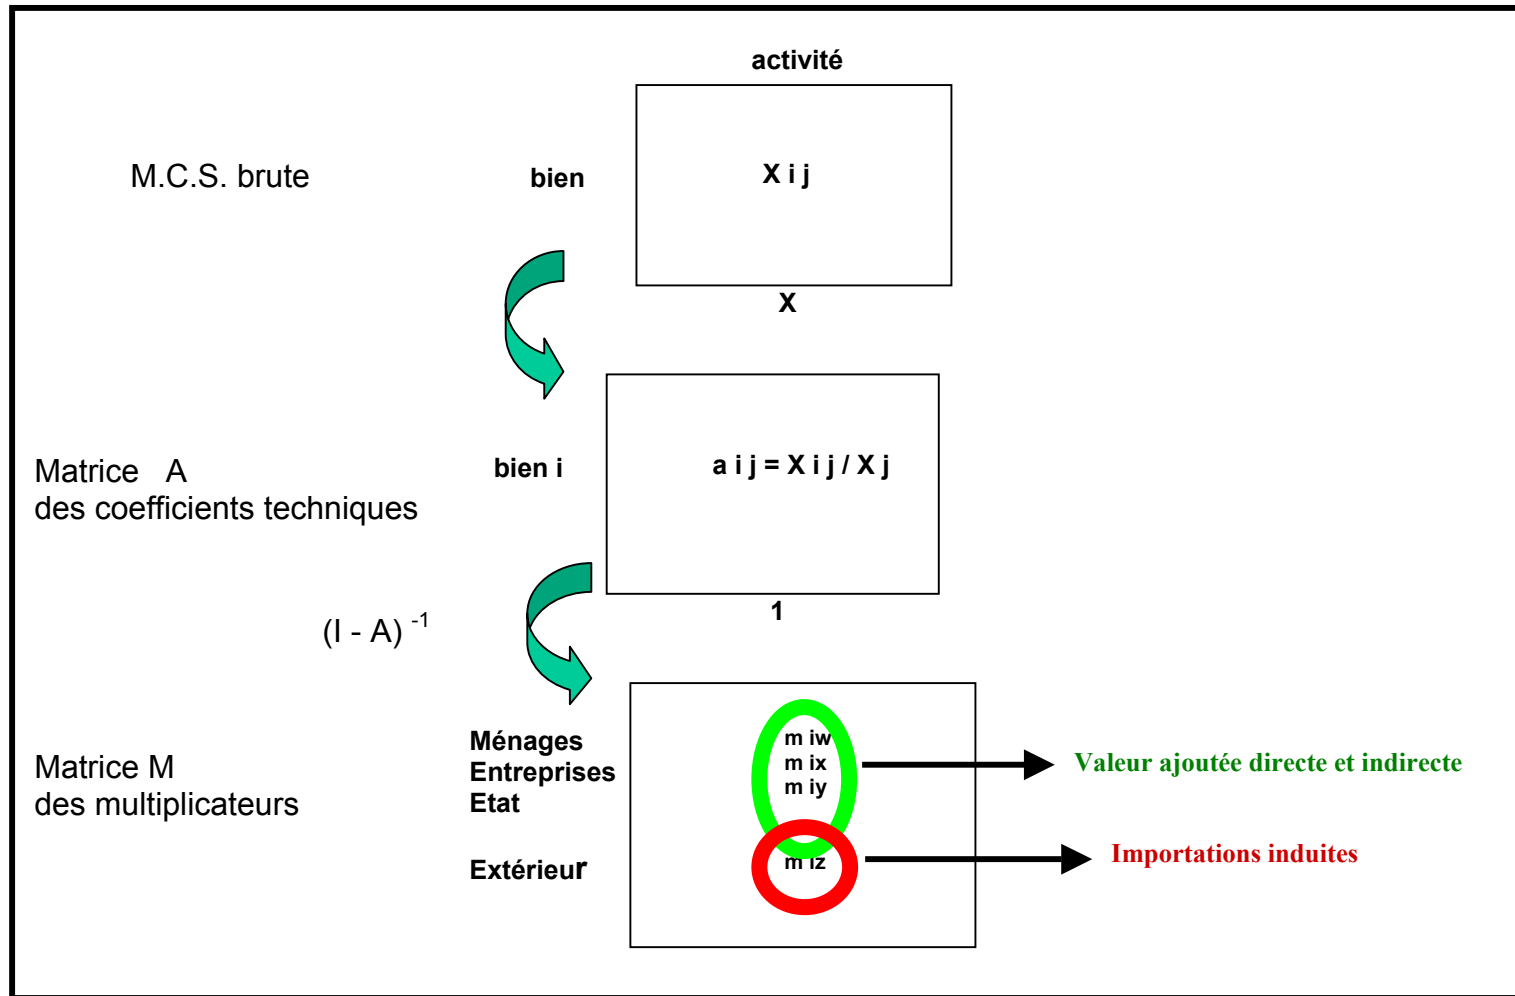 activité
M.C.S. brute
bien
X i j
X
Matrice A
des coefficients techniques
bien i
a i j = X i j / X j
1
(I - A) -1
Matrice M
des multiplicateurs
Ménages
Entreprises
Etat
Extérieur
m iw
m ix
m iy
m iz
Valeur ajoutée directe et indirecte
Importations induites